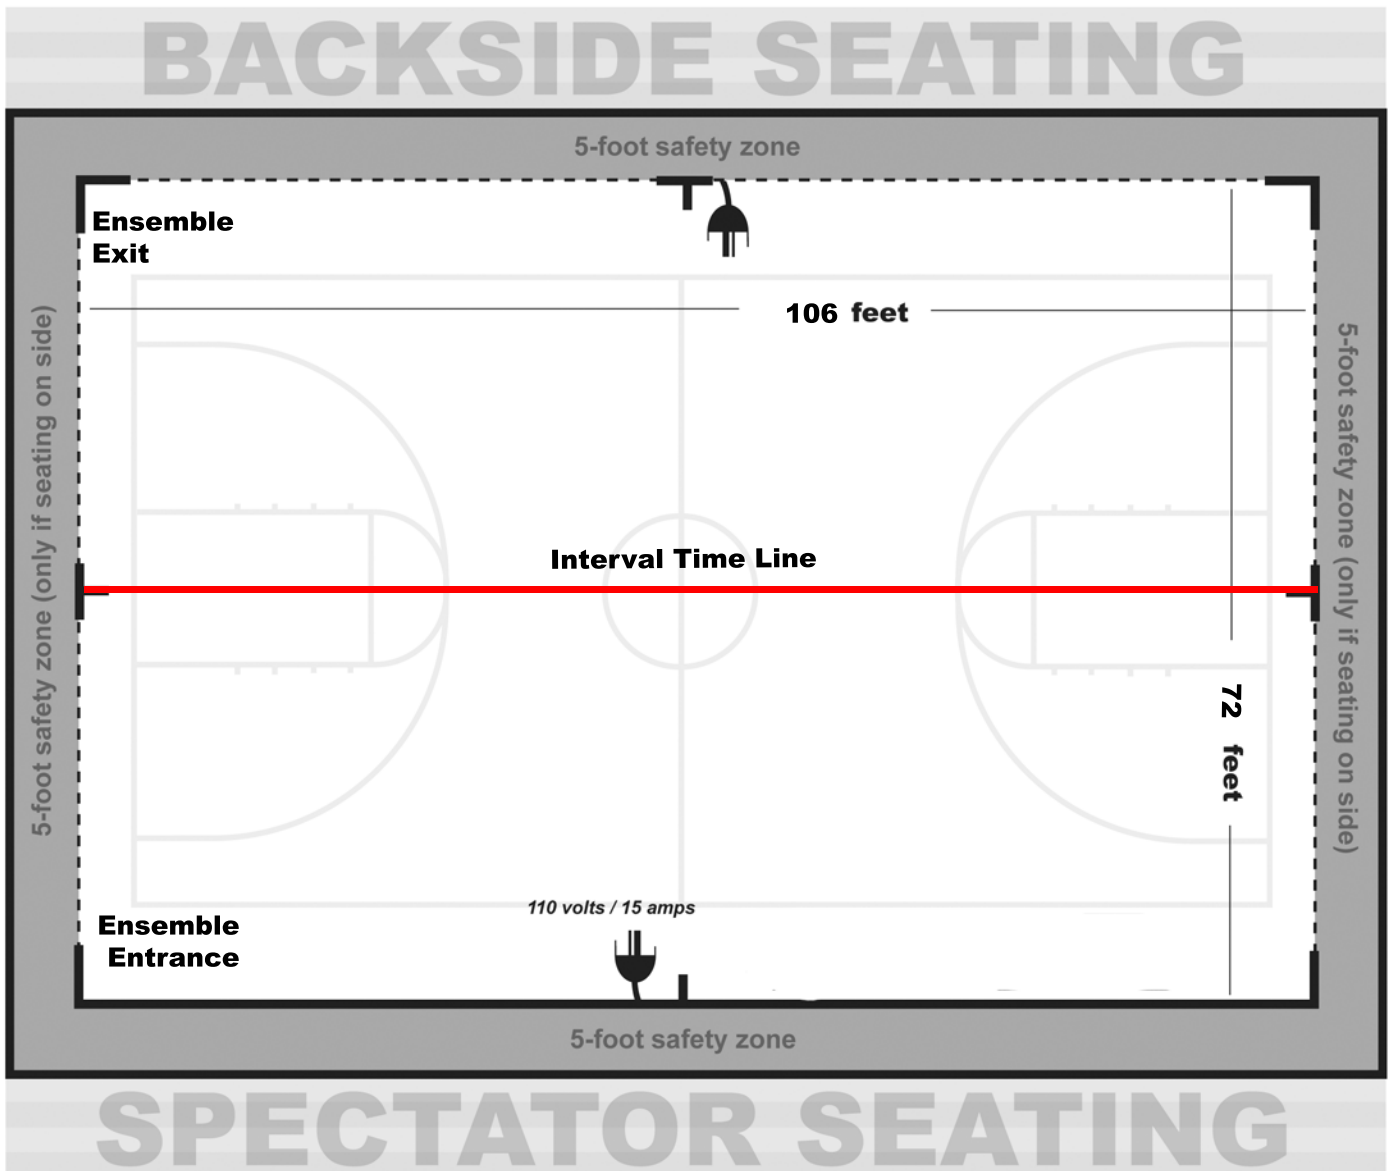 BACKSIDE SEATING
5-foot safety zone
Ensemble
Exit
106 feet
5-foot safety zone (only if seating on side)
5-foot safety zone (only if seating on side)
Interval Time Line
72 feet
110 volts / 15 amps
Ensemble
Entrance
5-foot safety zone
SPECTATOR SEATING